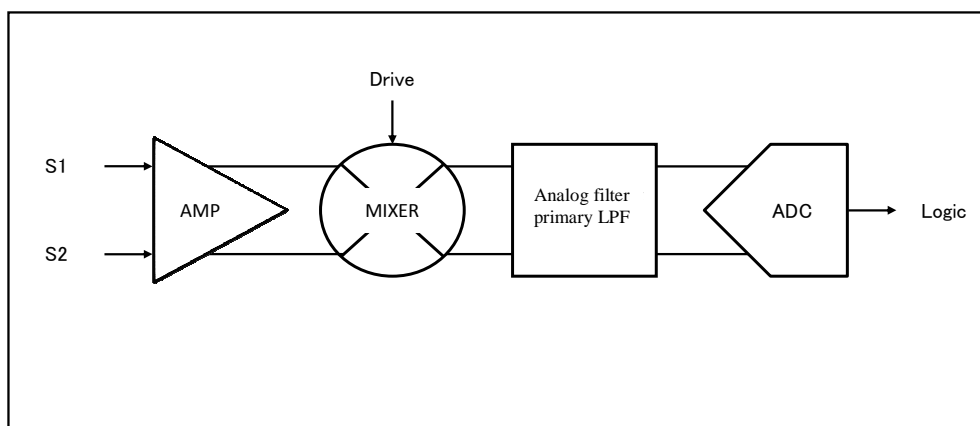 Drive
S1
S2
AMP
MIXER
Analog filter
primary LPF
ADC
Logic